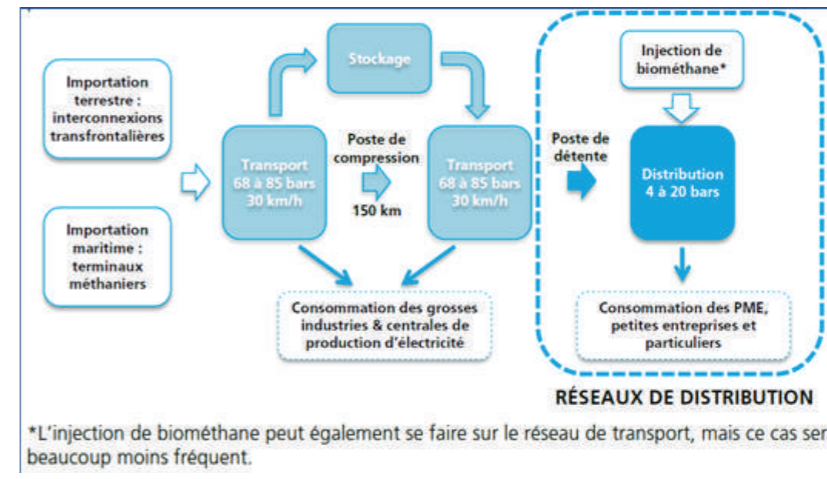 Stockage
Injection de
biométhane*
Importation
terrestre :
interconnexions
transfrontalières
Transport
68 à 85 bars
30 km/h
Poste de
compression
150 km
Transport
68 à 85 bars
30 km/h
Poste de
détente
Distribution
4 à 20 bars
Importation
maritime :
terminaux
méthaniers
Consommation des grosses
industries & centrales de
production d'électricité
Consommation des PME,
petites entreprises et
particuliers
RÉSEAUX DE DISTRIBUTION
*L'injection de biométhane peut également se faire sur le réseau de transport, mais ce cas ser
beaucoup moins fréquent.